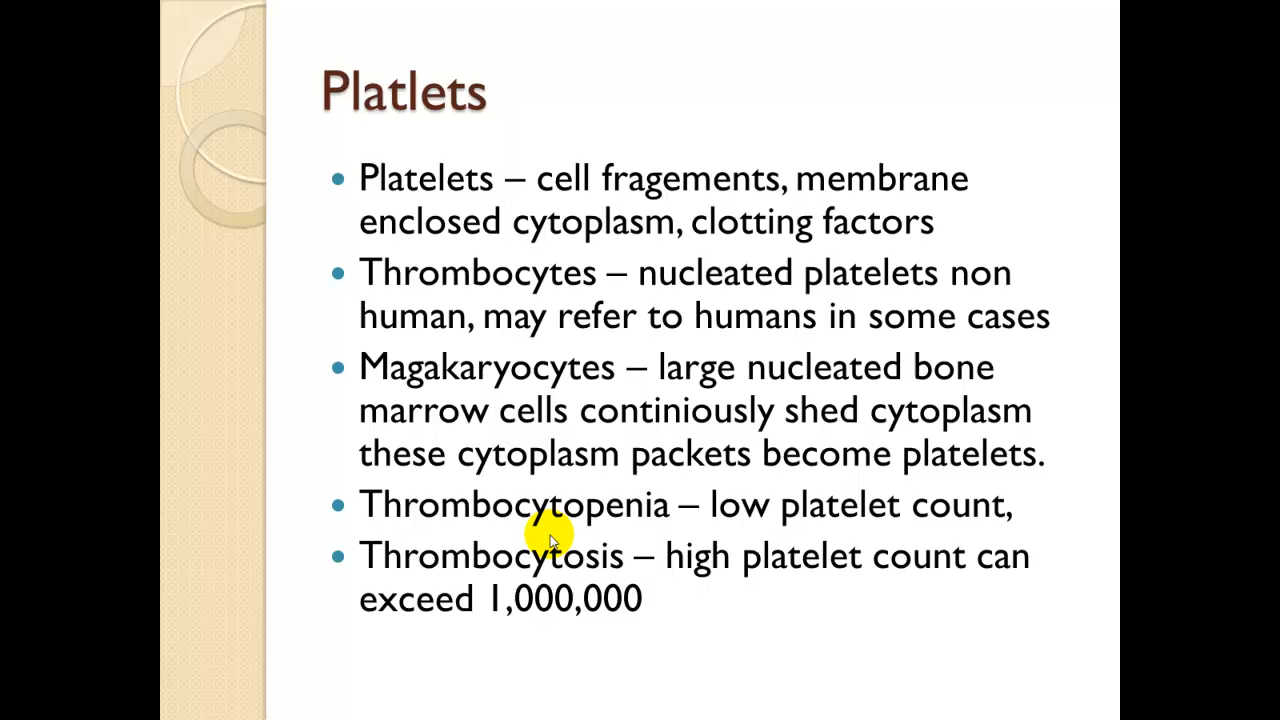 Platlets
• Platelets – cell fragements, membrane
enclosed cytoplasm, clotting factors
• Thrombocytes – nucleated platelets non
human, may refer to humans in some cases
• Magakaryocytes – large nucleated bone
marrow cells continiously shed cytoplasm
these cytoplasm packets become platelets.
• Thrombocytopenia – low platelet count,
• Thrombocytosis – high platelet count can
exceed 1,000,000